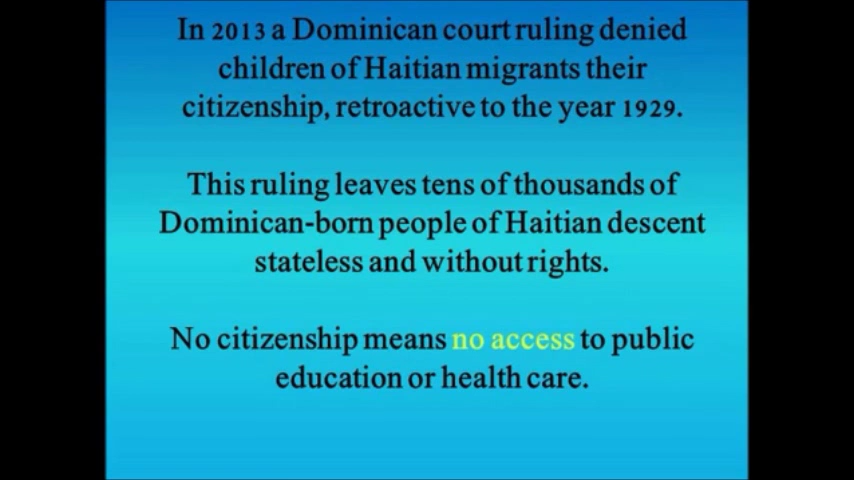 In 2013 a Dominican court ruling denied
children of Haitian migrants their
citizenship, retroactive to the year 1929.
This ruling leaves tens of thousands of
Dominican-born people of Haitian descent
stateless and without rights.
No citizenship means no access to public
education or health care.